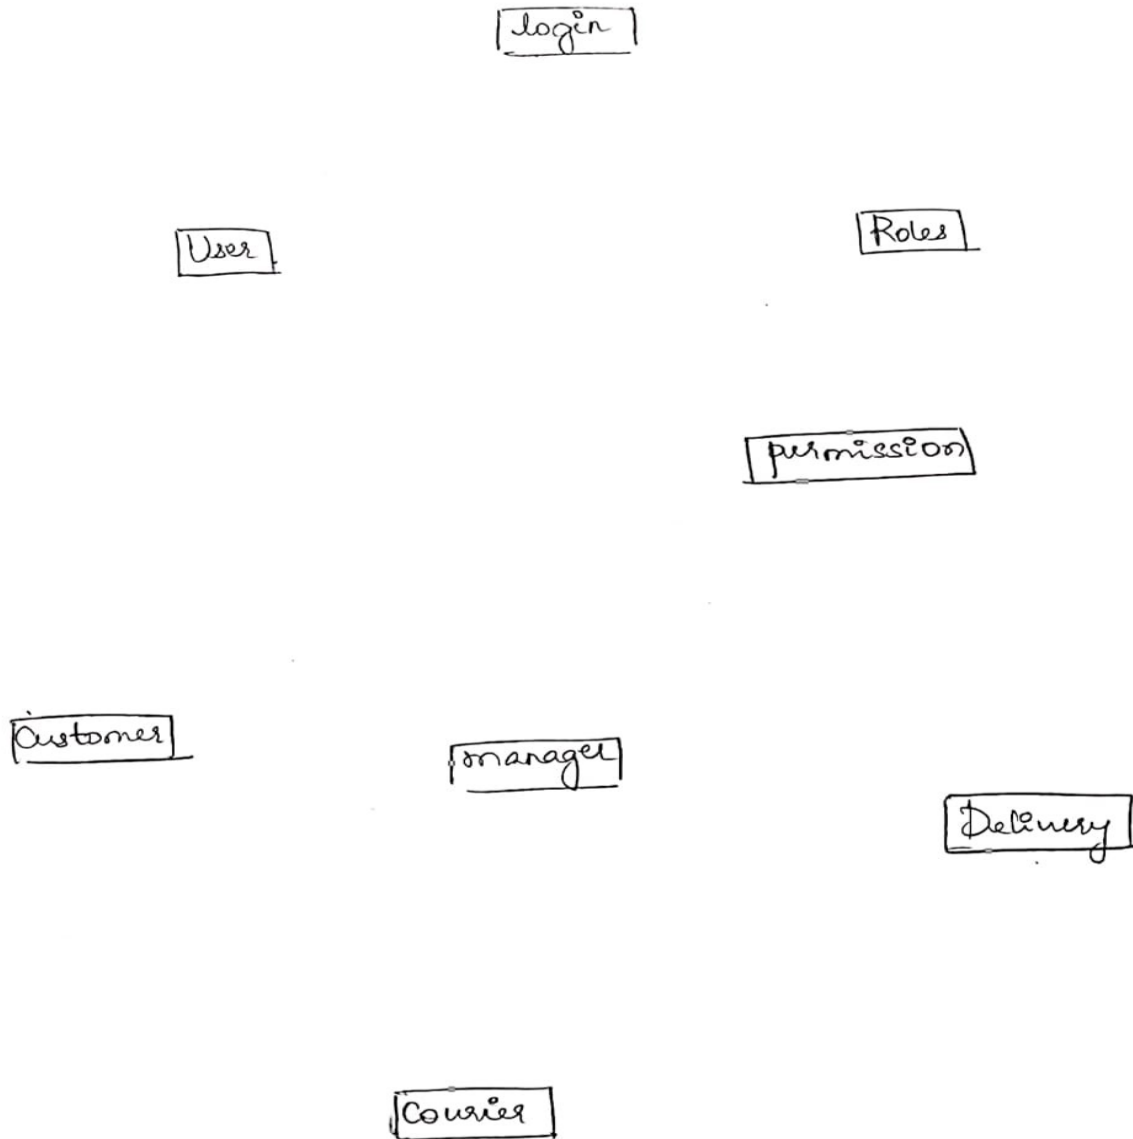 login
User
Roles
permission
Customer
manager
Delivery
Courier